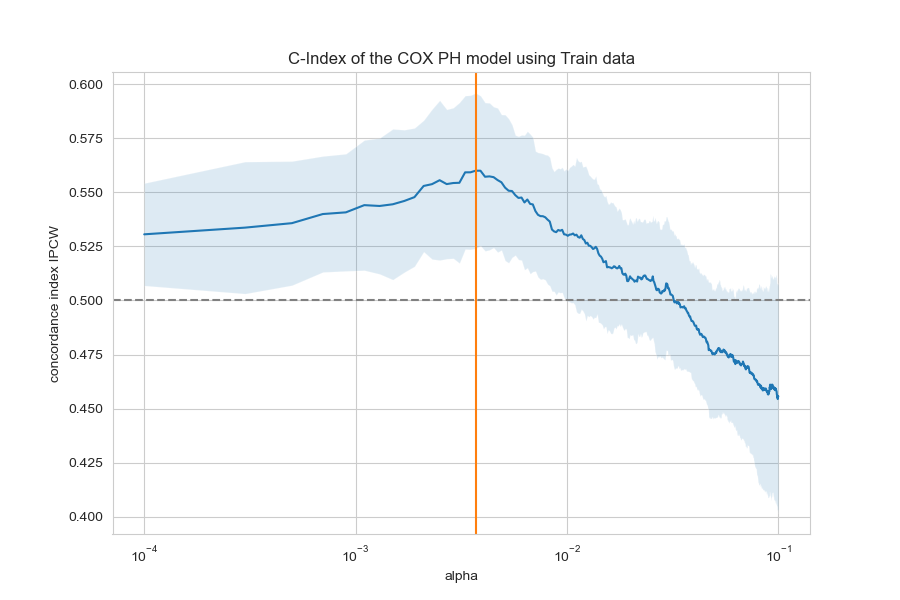 C-Index of the COX PH model using Train data
concordance index IPCW
0.600
0.575
0.550
0.525
0.500
0.475
0.450
0.425
0.400
10⁻⁴ 10⁻³ 10⁻² 10⁻¹
alpha